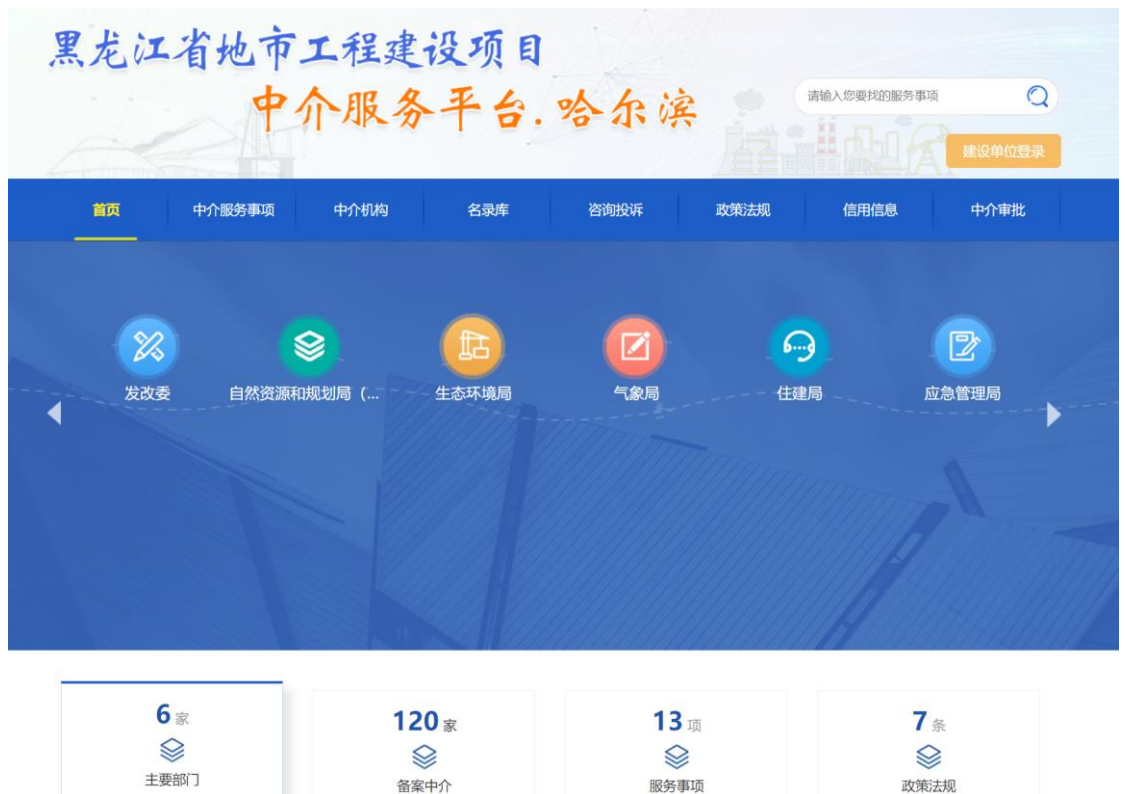 黑龙江省地市工程建设项目
中介服务平台.哈尔滨
请输入您要找的服务事项
建设单位登录
首页
中介服务事项
中介机构
名录库
咨询投诉
政策法规
信用信息
中介审批
发改委
自然资源和规划局（...
生态环境局
气象局
住建局
应急管理局
6 家
主要部门
120 家
备案中介
13 项
服务事项
7 条
政策法规